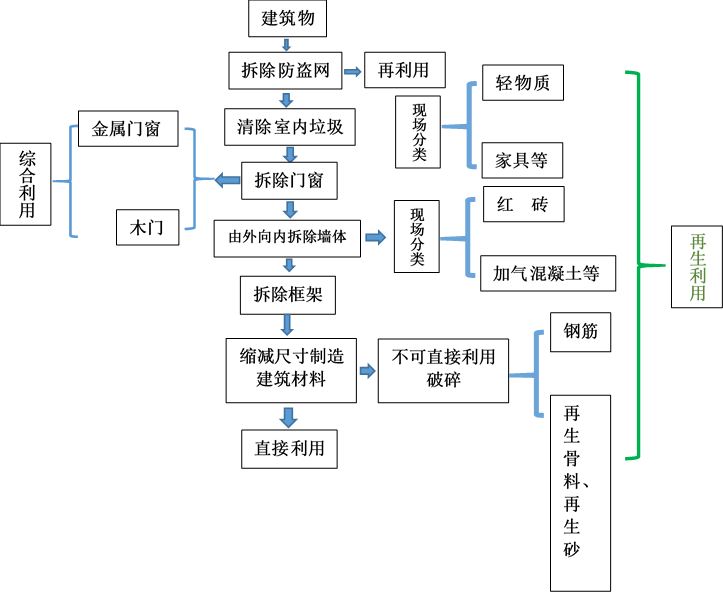 建筑物
拆除防盗网
再利用
轻物质
现场分类
清除室内垃圾
金属门窗
家具等
综合利用
拆除门窗
红 砖
木门
由外向内拆除墙体
现场分类
再生利用
加气混凝土等
拆除框架
钢筋
缩减尺寸制造
建筑材料
不可直接利用
破碎
再生骨料、再生砂
直接利用